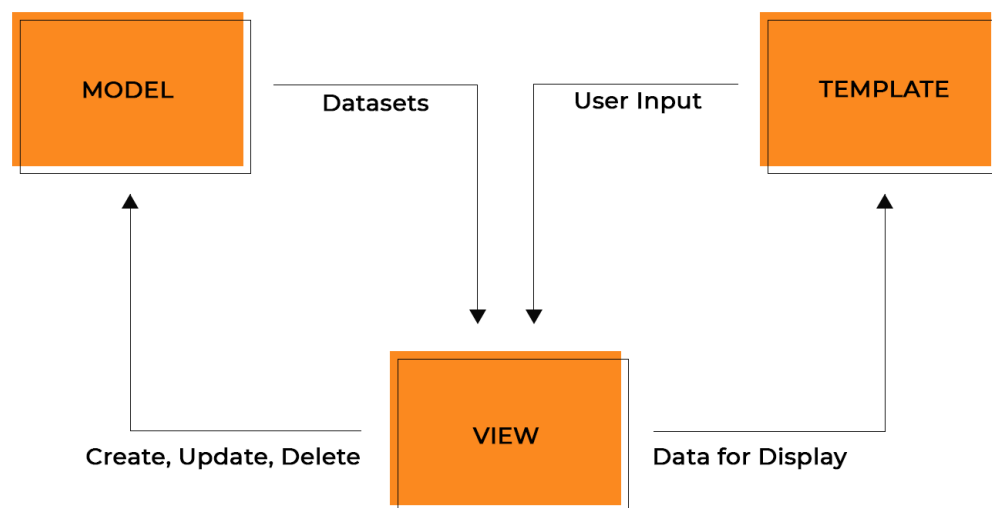 MODEL
Datasets
User Input
TEMPLATE
Create, Update, Delete
VIEW
Data for Display